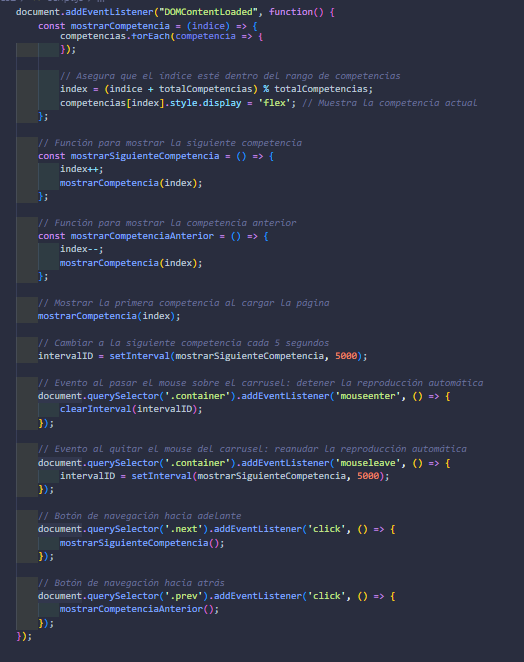 document.addEventListener("DOMContentLoaded", function() {
const mostrarCompetencia = (indice) => {
competencias.forEach(competencia => {
});
// Asegura que el índice esté dentro del rango de competencias
index = (indice + totalCompetencias) % totalCompetencias;
competencias[index].style.display = 'flex'; // Muestra la competencia actual
};
// Función para mostrar la siguiente competencia
const mostrarSiguienteCompetencia = () => {
index++;
mostrarCompetencia(index);
};
// Función para mostrar la competencia anterior
const mostrarCompetenciaAnterior = () => {
index--;
mostrarCompetencia(index);
};
// Mostrar la primera competencia al cargar la página
mostrarCompetencia(index);
// Cambiar a la siguiente competencia cada 5 segundos
intervalID = setInterval(mostrarSiguienteCompetencia, 5000);
// Evento al pasar el mouse sobre el carrusel: detener la reproducción automática
document.querySelector('.container').addEventListener('mouseenter', () => {
clearInterval(intervalID);
});
// Evento al quitar el mouse del carrusel: reanudar la reproducción automática
document.querySelector('.container').addEventListener('mouseleave', () => {
intervalID = setInterval(mostrarSiguienteCompetencia, 5000);
});
// Botón de navegación hacia adelante
document.querySelector('.next').addEventListener('click', () => {
mostrarSiguienteCompetencia();
});
// Botón de navegación hacia atrás
document.querySelector('.prev').addEventListener('click', () => {
mostrarCompetenciaAnterior();
});
});